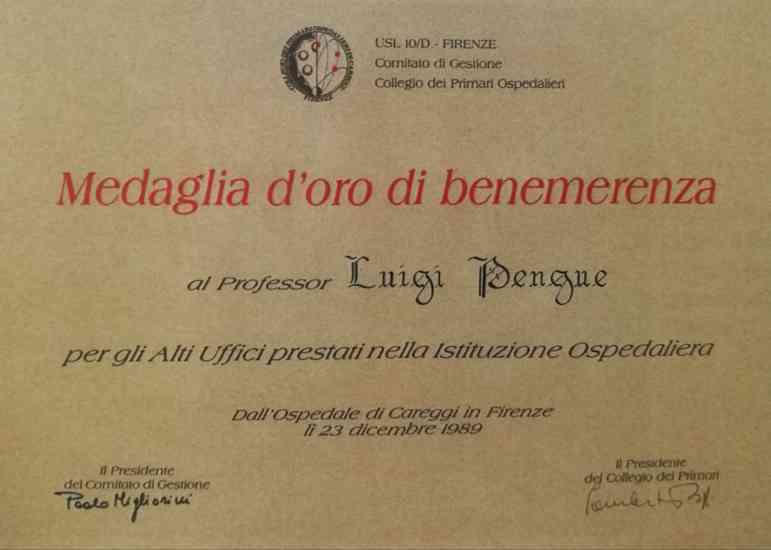 USL 10/D - FIRENZE
Comitato di Gestione
Collegio dei Primari Ospedalieri
Medaglia d'oro di benemerenza
al Professor Luigi Pengue
per gli Alti Uffici prestati nella Istituzione Ospedaliera
Dall'Ospedale di Careggi in Firenze
lì 23 dicembre 1989
Il Presidente
del Comitato di Gestione
Paolo Migliorini
Il Presidente
del Collegio dei Primari